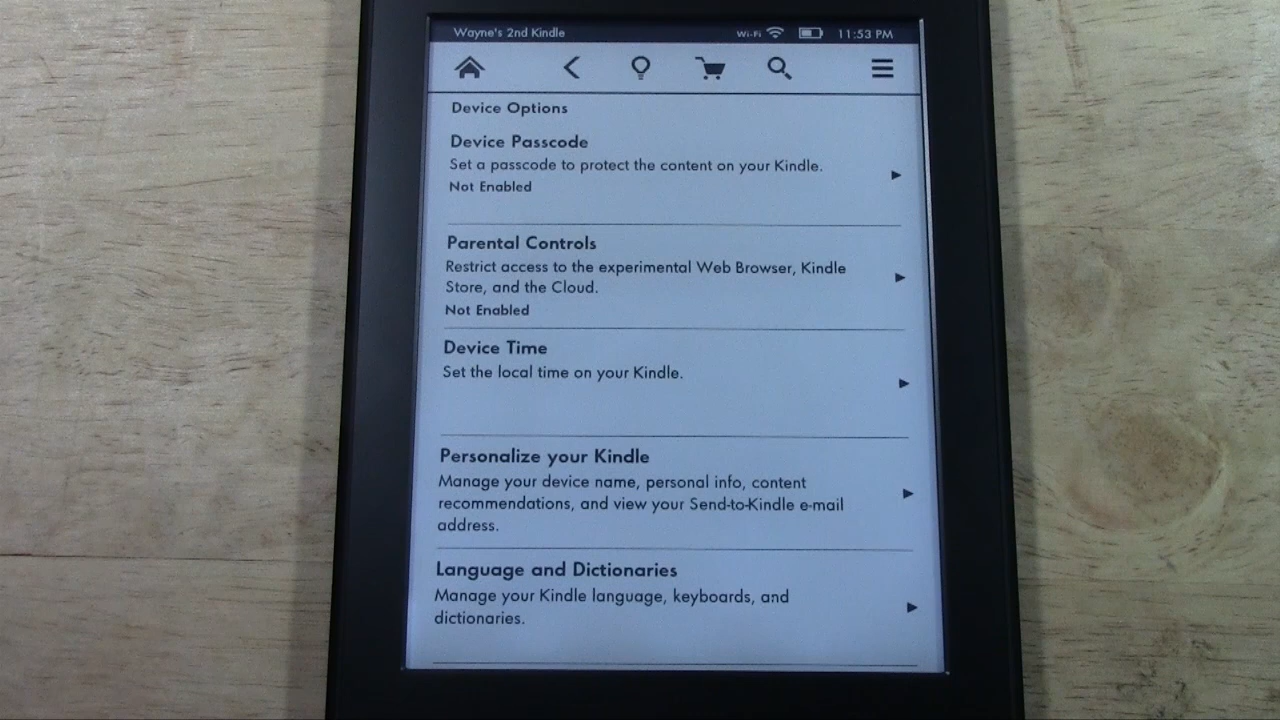 Wayne's 2nd Kindle Wi-Fi 11:53 PM
Device Options
Device Passcode
Set a passcode to protect the content on your Kindle.
Not Enabled
Parental Controls
Restrict access to the experimental Web Browser, Kindle
Store, and the Cloud.
Not Enabled
Device Time
Set the local time on your Kindle.
Personalize your Kindle
Manage your device name, personal info, content
recommendations, and view your Send-to-Kindle e-mail
address.
Language and Dictionaries
Manage your Kindle language, keyboards, and
dictionaries.